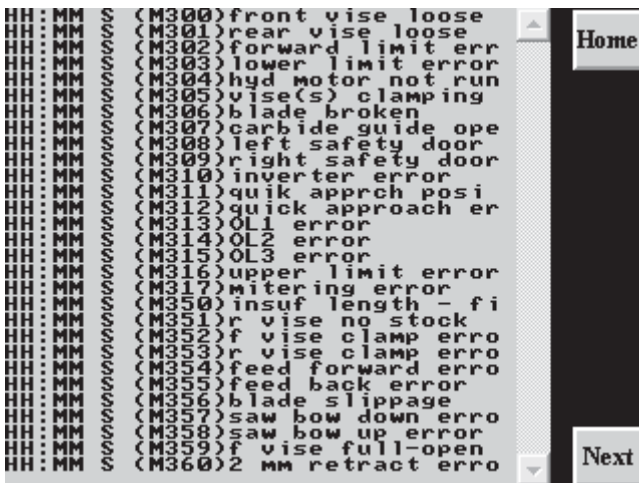 HH:MM S (M300)front vise loose
HH:MM S (M301)rear vise loose
HH:MM S (M302)forward limit err
HH:MM S (M303)lower limit error
HH:MM S (M304)hyd motor not run
HH:MM S (M305)vise(s) clamping
HH:MM S (M306)blade broken
HH:MM S (M307)carbide guide ope
HH:MM S (M308)left safety door
HH:MM S (M309)right safety door
HH:MM S (M310)inverter error
HH:MM S (M311)quik apprch posi
HH:MM S (M312)quick approach er
HH:MM S (M313)OL1 error
HH:MM S (M314)OL2 error
HH:MM S (M315)OL3 error
HH:MM S (M316)upper limit error
HH:MM S (M317)mitering error
HH:MM S (M350)insuf length - fi
HH:MM S (M351)r vise no stock
HH:MM S (M352)f vise clamp erro
HH:MM S (M353)r vise clamp erro
HH:MM S (M354)feed forward erro
HH:MM S (M355)feed back error
HH:MM S (M356)blade slippage
HH:MM S (M357)saw bow down erro
HH:MM S (M358)saw bow up error
HH:MM S (M359)f vise full-open
HH:MM S (M360)2 mm retract erro
Home
Next